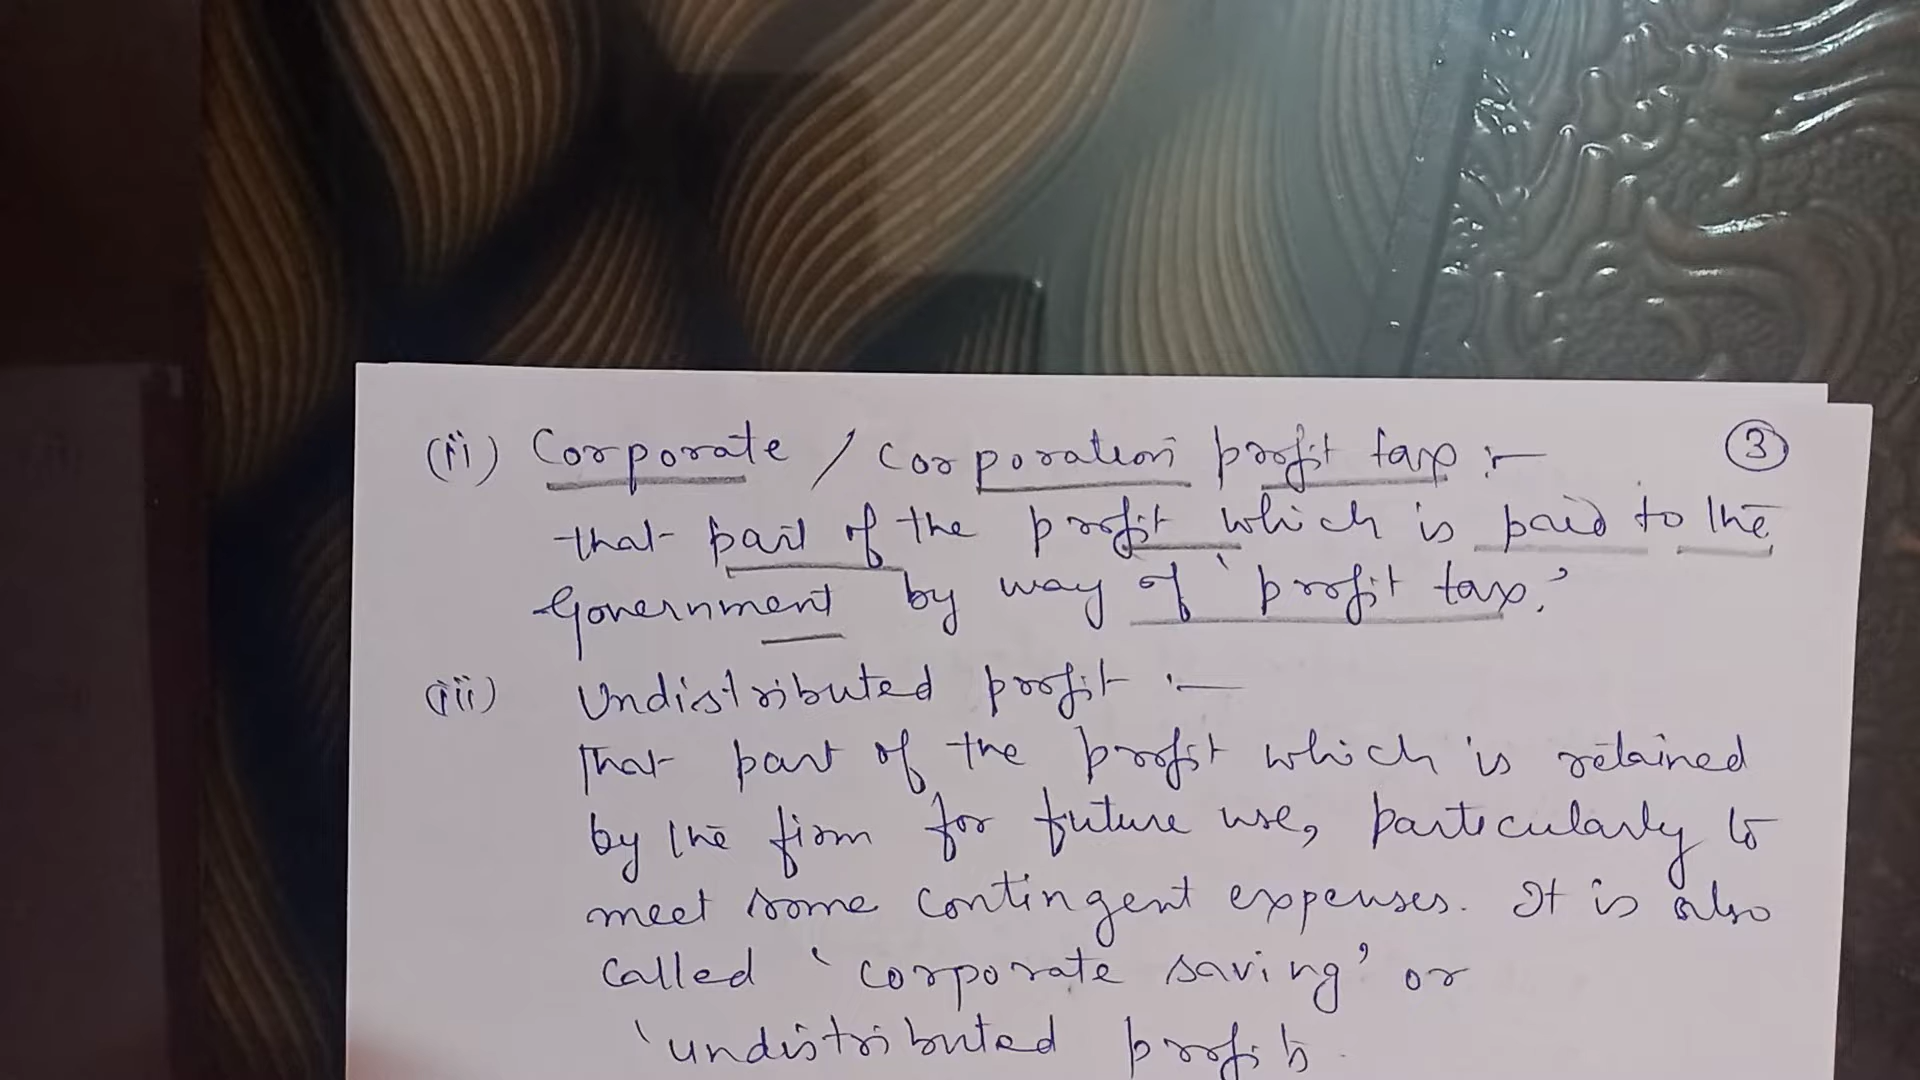 (ii) Corporate / Corporation profit tax :- ③
that part of the profit which is paid to the
Government by way of 'profit tax.'
(iii) Undistributed profit :-
That part of the profit which is retained
by the firm for future use, particularly to
meet some contingent expenses. It is also
called 'corporate saving' or
'undistributed profits.